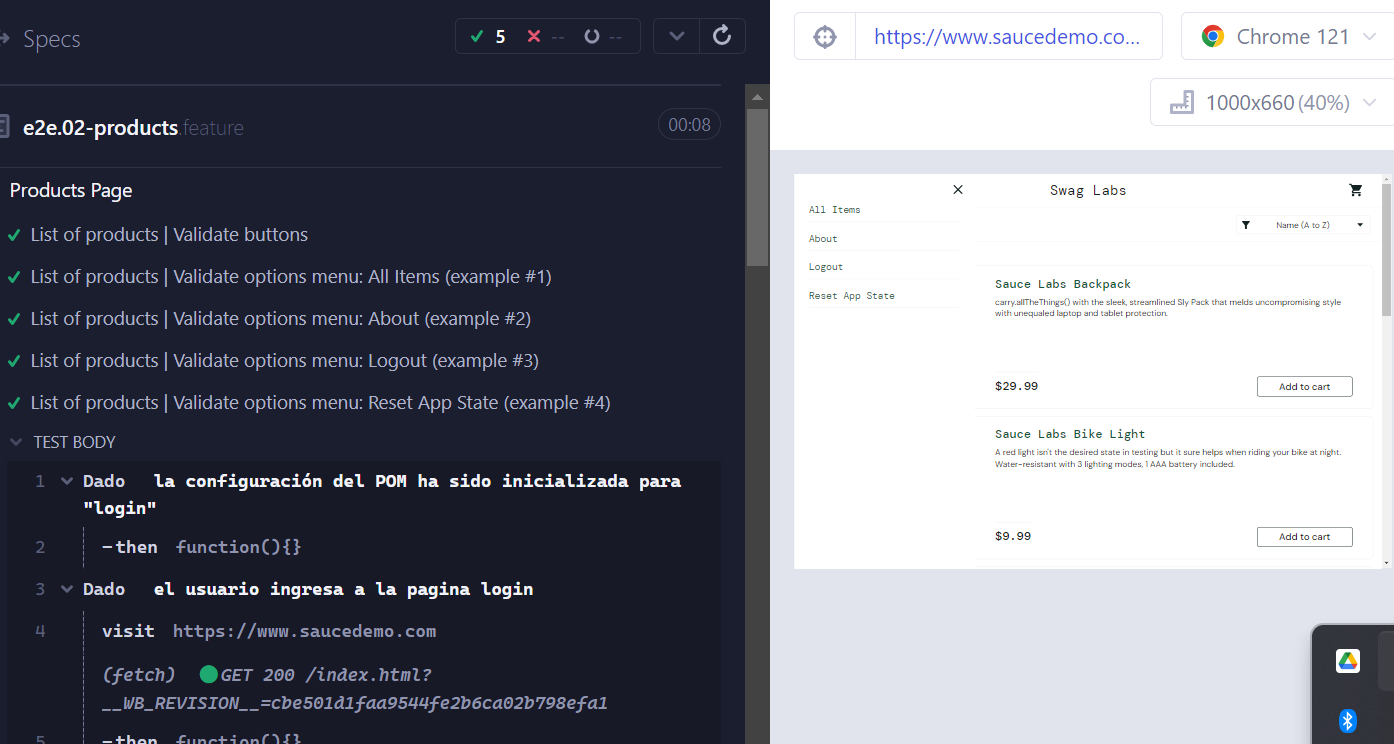 Specs
5
--
--
https://www.saucedemo.co...
Chrome 121
1000x660 (40%)
e2e.02-products.feature
00:08
Products Page
List of products | Validate buttons
List of products | Validate options menu: All Items (example #1)
List of products | Validate options menu: About (example #2)
List of products | Validate options menu: Logout (example #3)
List of products | Validate options menu: Reset App State (example #4)
TEST BODY
1 Dado la configuración del POM ha sido inicializada para
"login"
2 -then function(){}
3 Dado el usuario ingresa a la pagina login
4 visit https://www.saucedemo.com
(fetch) GET 200 /index.html?
__WB_REVISION__=cbe501d1faa9544fe2b6ca02b798efa1
5 -then function(){}
Swag Labs
All Items
About
Logout
Reset App State
Name (A to Z)
Sauce Labs Backpack
carry.allTheThings() with the sleek, streamlined Sly Pack that melds uncompromising style
with unequaled laptop and tablet protection.
$29.99
Add to cart
Sauce Labs Bike Light
A red light isn't the desired state in testing but it sure helps when riding your bike at night.
Water-resistant with 3 lighting modes, 1 AAA battery included.
$9.99
Add to cart